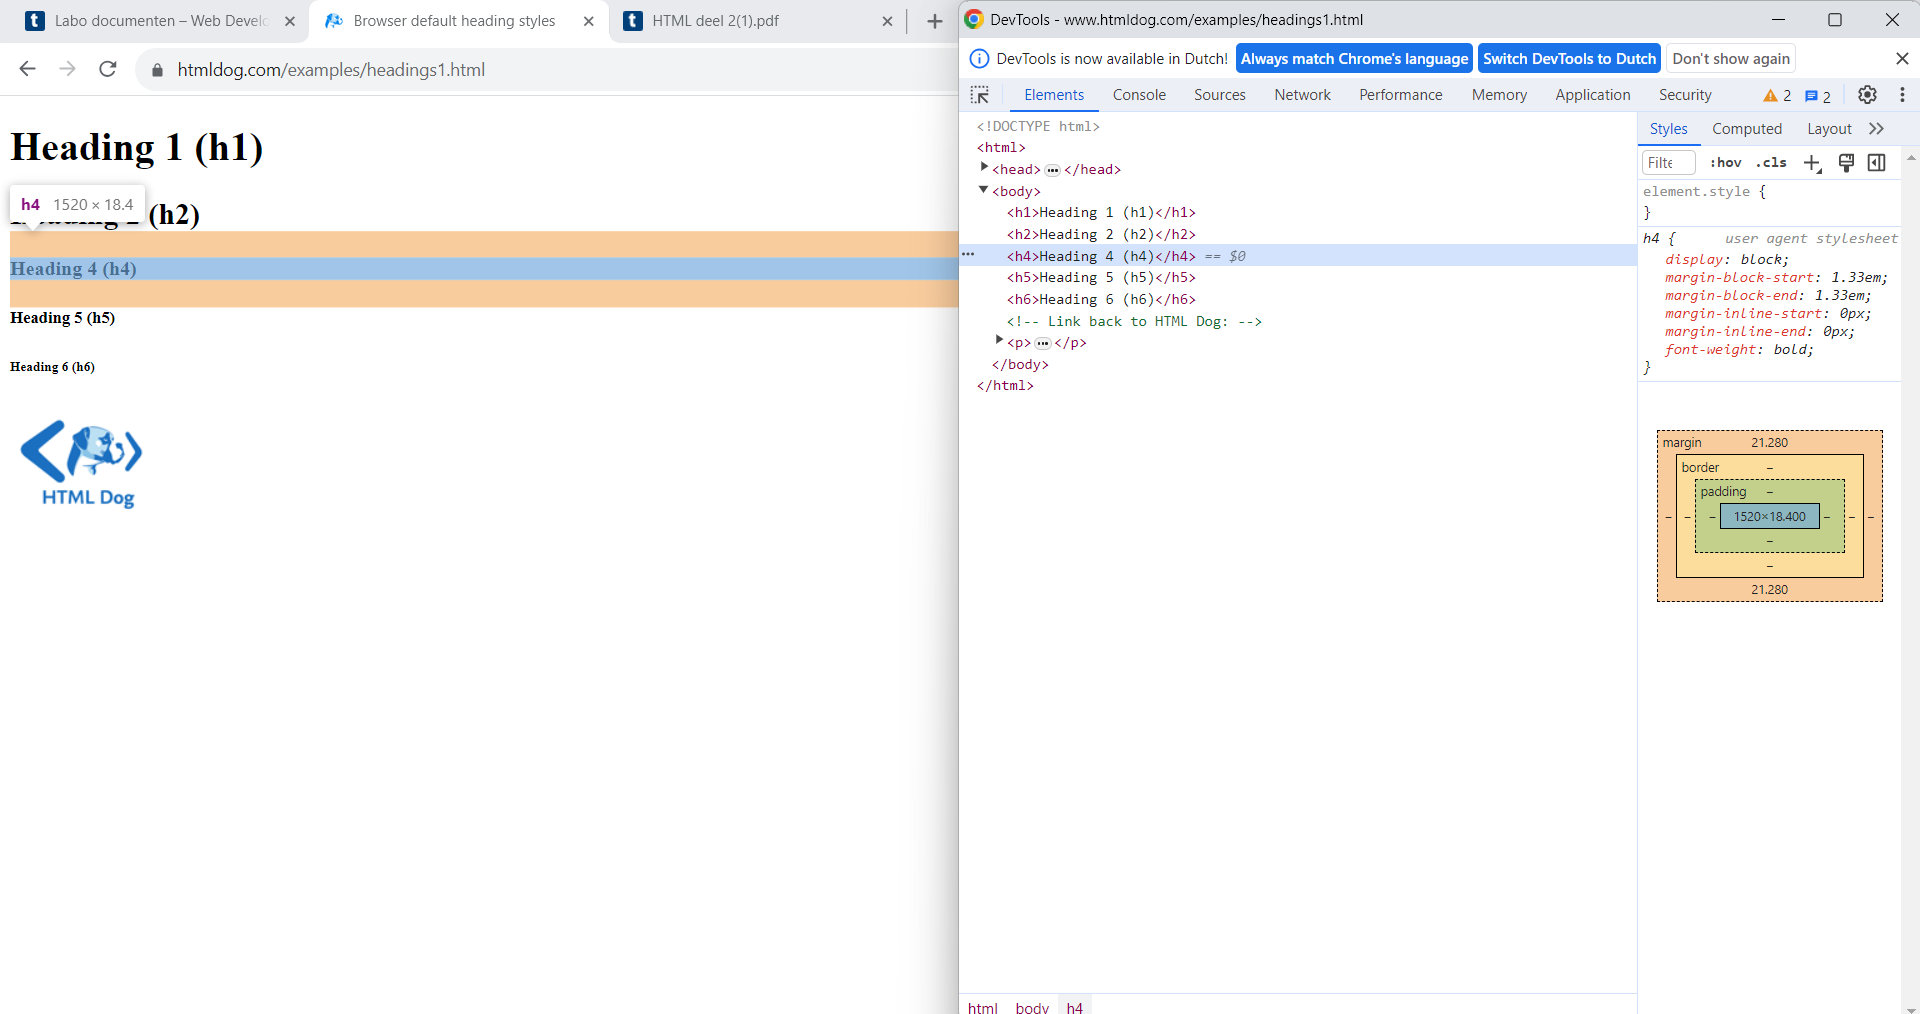 Labo documenten – Web Develo
Browser default heading styles
HTML deel 2(1).pdf
htmldog.com/examples/headings1.html
Heading 1 (h1)
h4 1520 × 18.4
(h2)
Heading 4 (h4)
Heading 5 (h5)
Heading 6 (h6)
HTML Dog
DevTools - www.htmldog.com/examples/headings1.html
DevTools is now available in Dutch! Always match Chrome's language Switch DevTools to Dutch Don't show again
Elements Console Sources Network Performance Memory Application Security 2 2
<!DOCTYPE html>
<html>
<head> ••• </head>
<body>
<h1>Heading 1 (h1)</h1>
<h2>Heading 2 (h2)</h2>
••• <h4>Heading 4 (h4)</h4> == $0
<h5>Heading 5 (h5)</h5>
<h6>Heading 6 (h6)</h6>
<!-- Link back to HTML Dog: -->
<p> ••• </p>
</body>
</html>
html body h4
Styles Computed Layout
Filte :hov .cls
element.style {
}
h4 { user agent stylesheet
display: block;
margin-block-start: 1.33em;
margin-block-end: 1.33em;
margin-inline-start: 0px;
margin-inline-end: 0px;
font-weight: bold;
}
margin 21.280
border –
padding –
– – – 1520×18.400 – – –
–
–
21.280